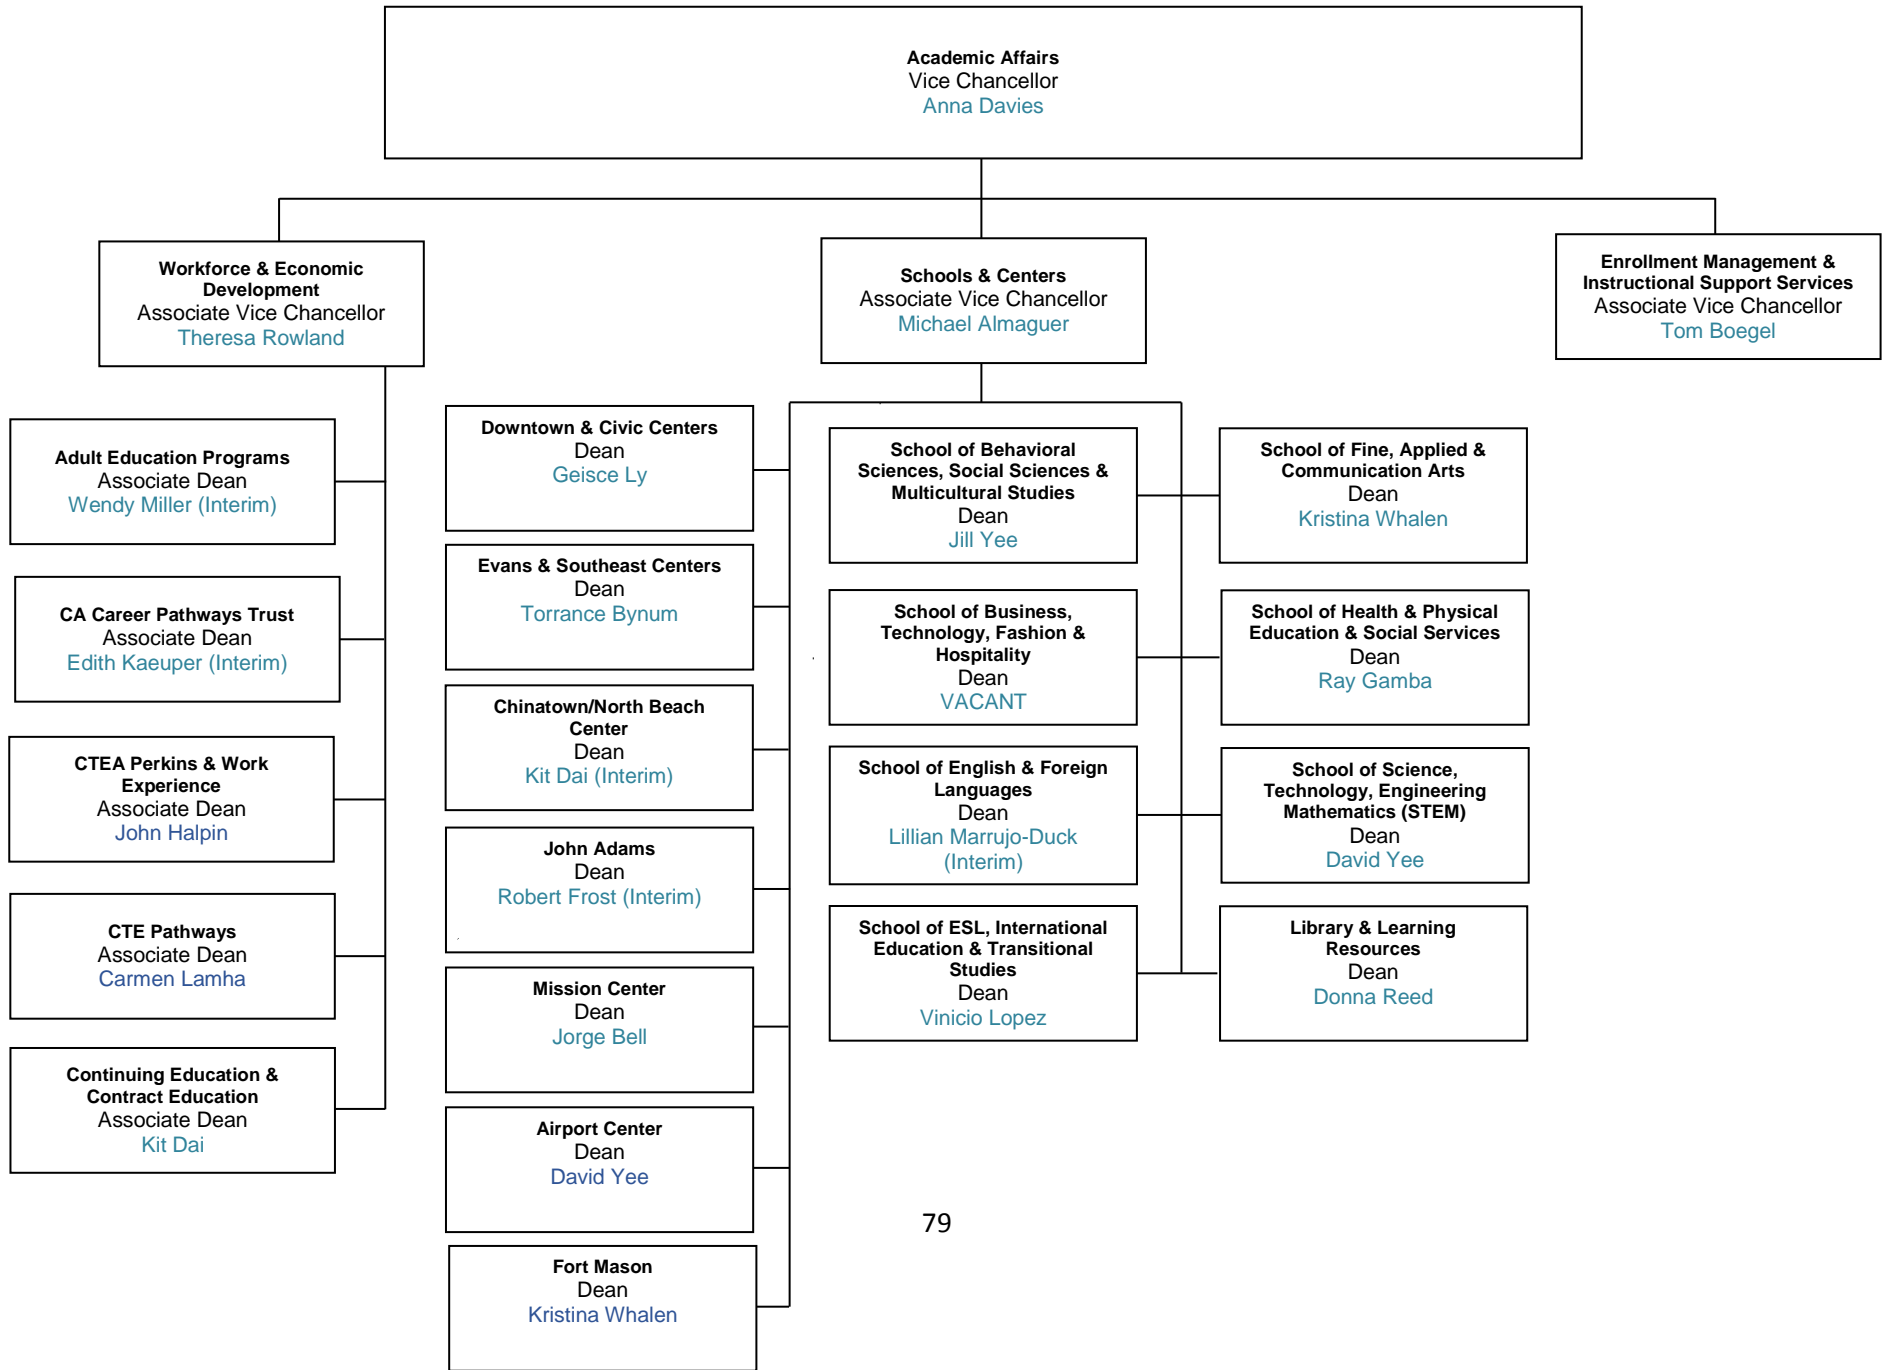 Academic Affairs
Vice Chancellor
Anna Davies
Workforce & Economic
Development
Associate Vice Chancellor
Theresa Rowland
Schools & Centers
Associate Vice Chancellor
Michael Almaguer
Enrollment Management &
Instructional Support Services
Associate Vice Chancellor
Tom Boegel
Adult Education Programs
Associate Dean
Wendy Miller (Interim)
CA Career Pathways Trust
Associate Dean
Edith Kaeuper (Interim)
CTEA Perkins & Work
Experience
Associate Dean
John Halpin
CTE Pathways
Associate Dean
Carmen Lamha
Continuing Education &
Contract Education
Associate Dean
Kit Dai
Downtown & Civic Centers
Dean
Geisce Ly
Evans & Southeast Centers
Dean
Torrance Bynum
Chinatown/North Beach
Center
Dean
Kit Dai (Interim)
John Adams
Dean
Robert Frost (Interim)
Mission Center
Dean
Jorge Bell
Airport Center
Dean
David Yee
Fort Mason
Dean
Kristina Whalen
School of Behavioral
Sciences, Social Sciences &
Multicultural Studies
Dean
Jill Yee
School of Business,
Technology, Fashion &
Hospitality
Dean
VACANT
School of English & Foreign
Languages
Dean
Lillian Marrujo-Duck
(Interim)
School of ESL, International
Education & Transitional
Studies
Dean
Vinicio Lopez
School of Fine, Applied &
Communication Arts
Dean
Kristina Whalen
School of Health & Physical
Education & Social Services
Dean
Ray Gamba
School of Science,
Technology, Engineering
Mathematics (STEM)
Dean
David Yee
Library & Learning
Resources
Dean
Donna Reed
79